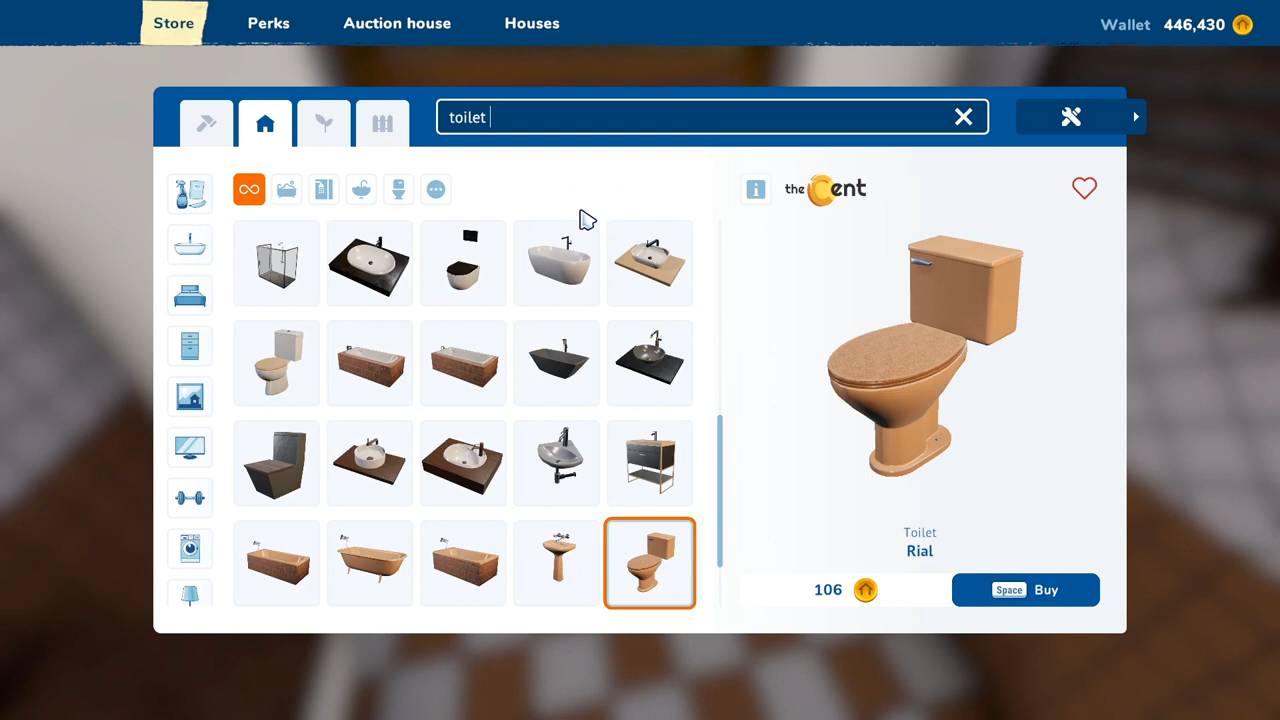 Store
Perks
Auction house
Houses
Wallet 446,430
toilet
the Cent
Toilet
Rial
106
Space Buy